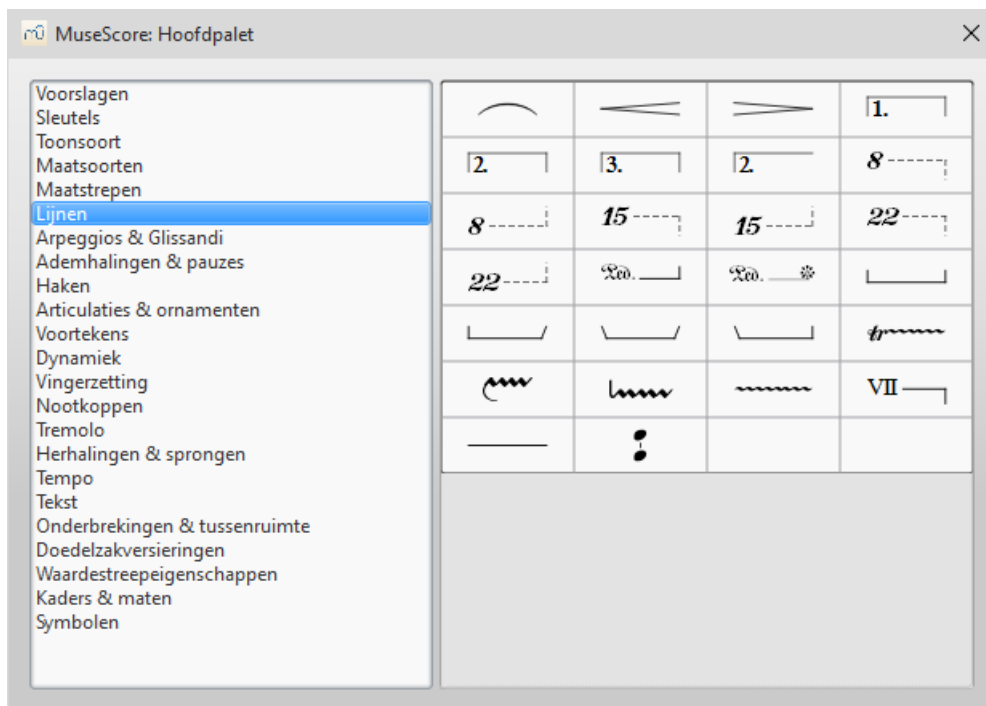 MuseScore: Hoofdpalet
Voorslagen
Sleutels
Toonsoort
Maatsoorten
Maatstrepen
Lijnen
Arpeggios & Glissandi
Ademhalingen & pauzes
Haken
Articulaties & ornamenten
Voortekens
Dynamiek
Vingerzetting
Nootkoppen
Tremolo
Herhalingen & sprongen
Tempo
Tekst
Onderbrekingen & tussenruimte
Doedelzakversieringen
Waardestreepeigenschappen
Kaders & maten
Symbolen
1.
2. 3. 2. 8
8 15 15 22
22 Ped. Ped.
tr
VII